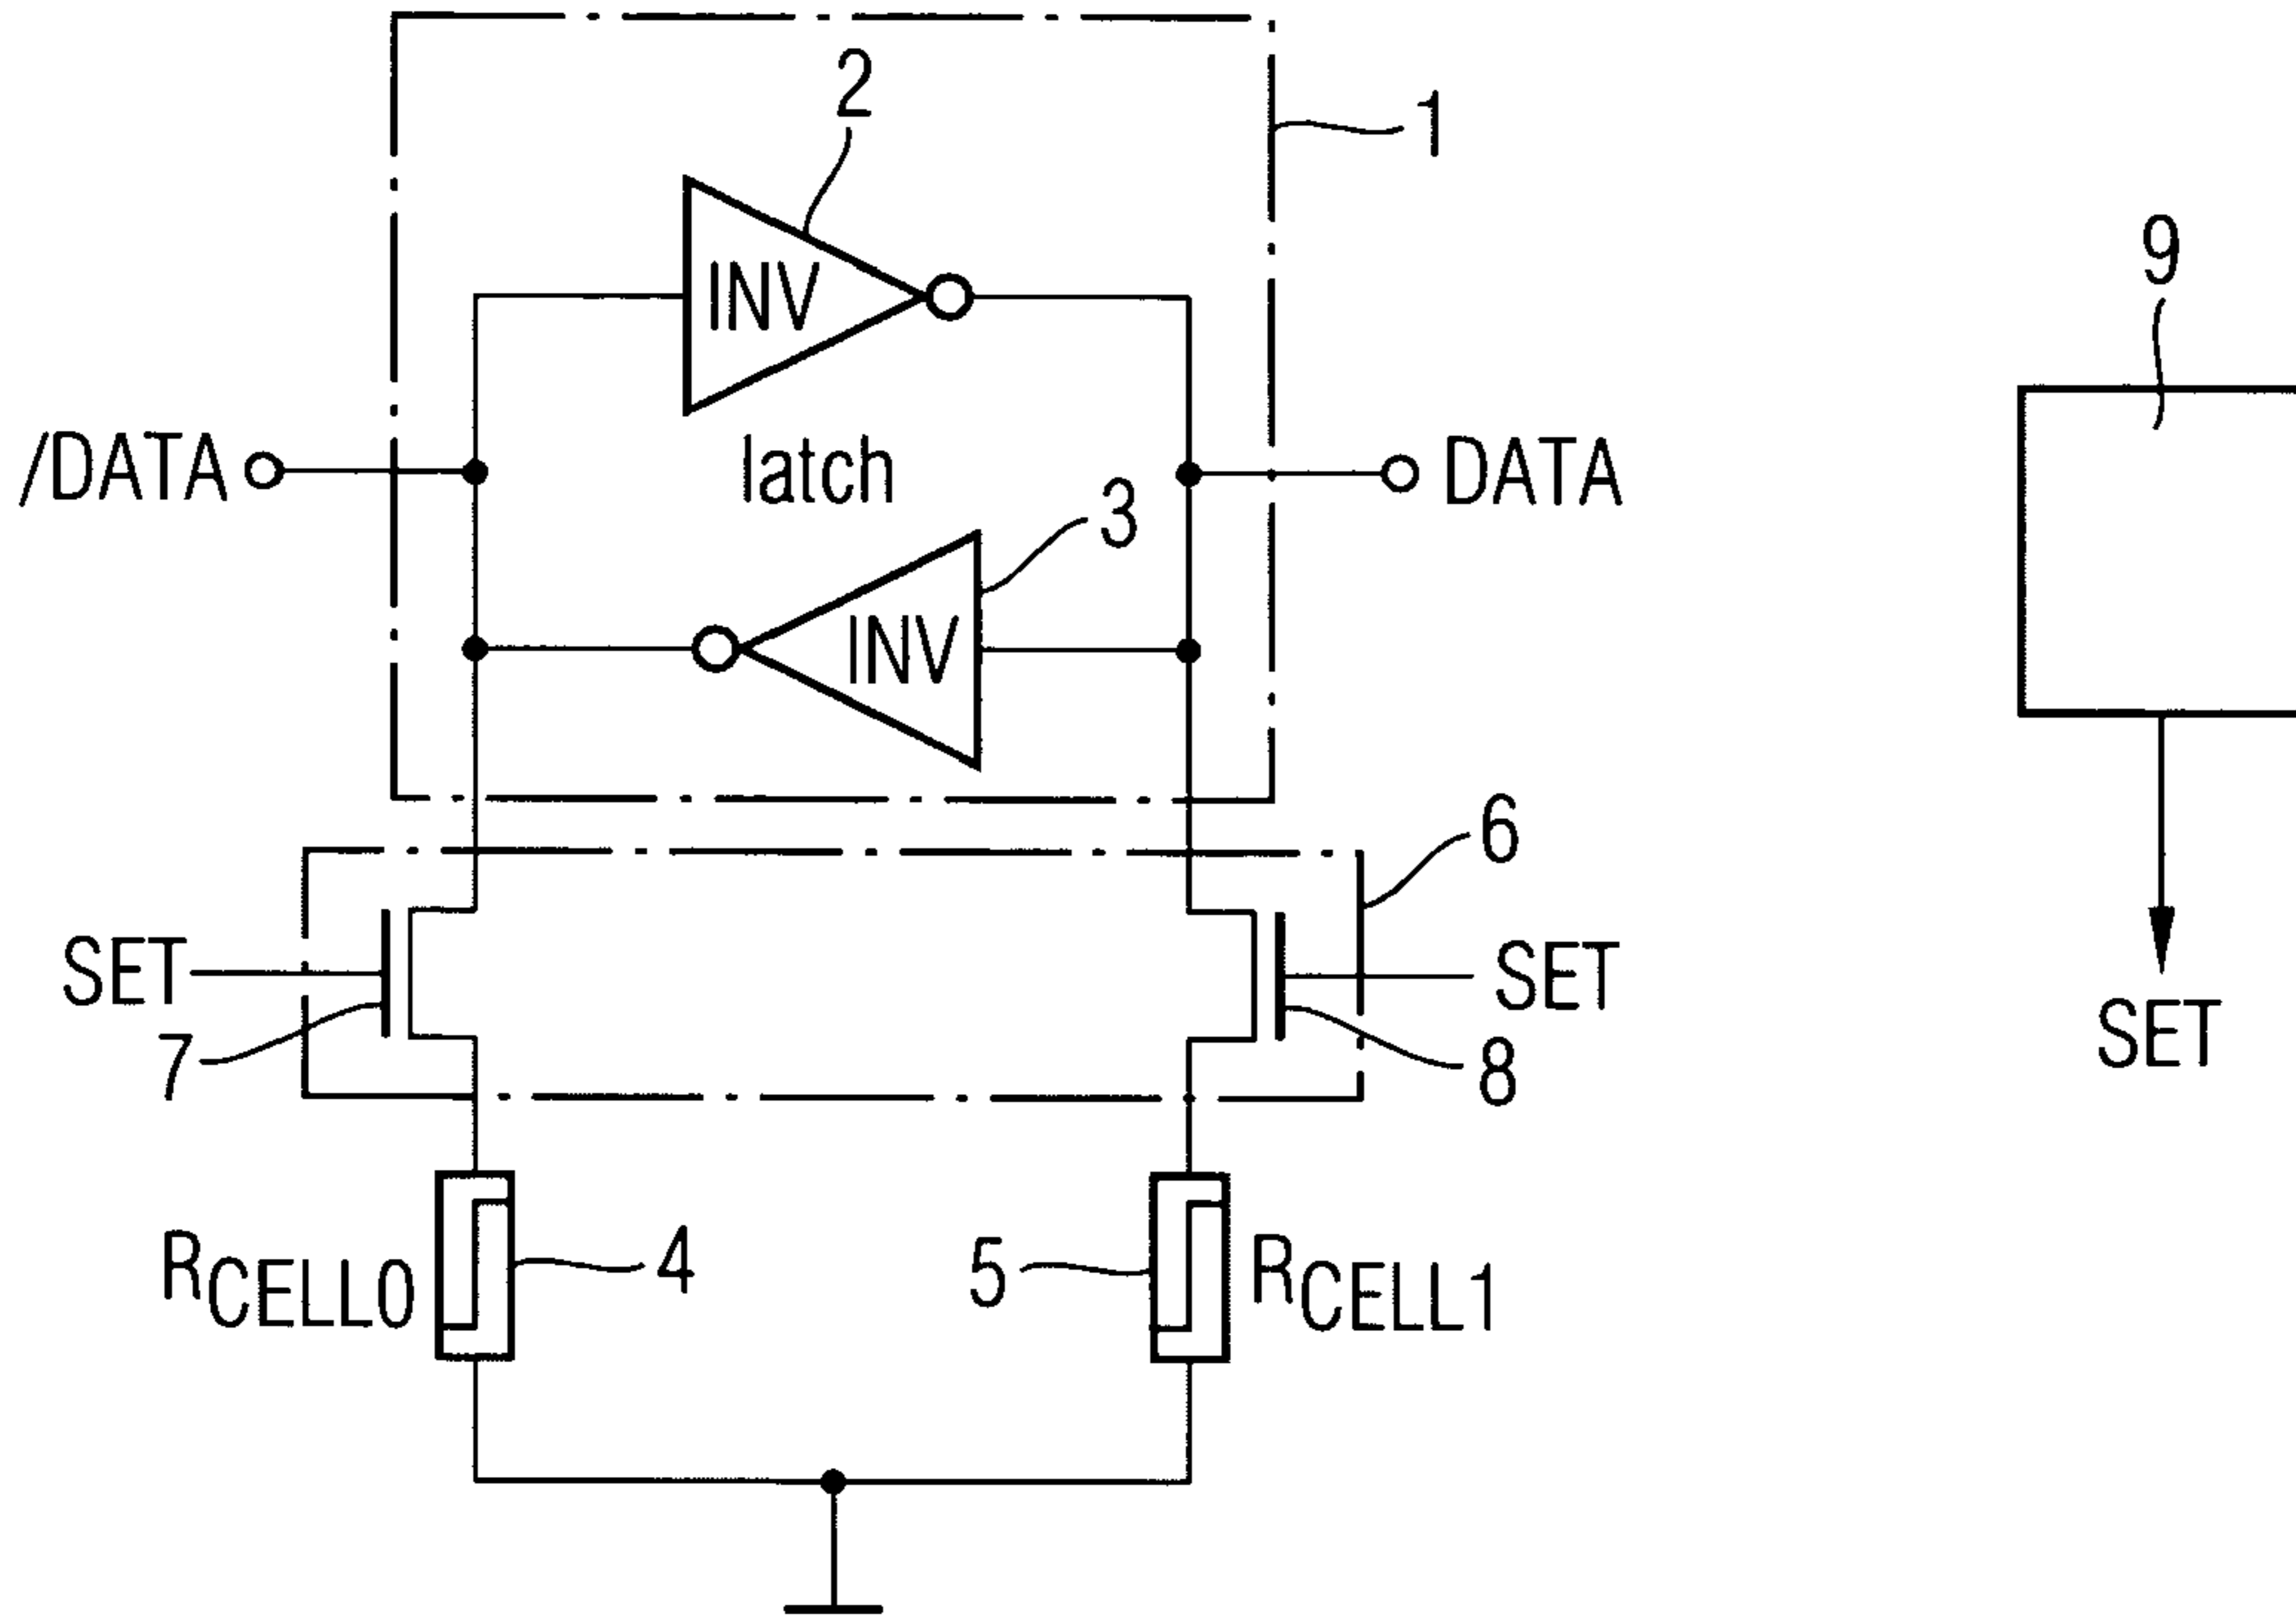 2
1
INV
9
/DATA
latch
DATA
3
INV
6
SET
SET
7
8
SET
RCELL0
4
5
RCELL1